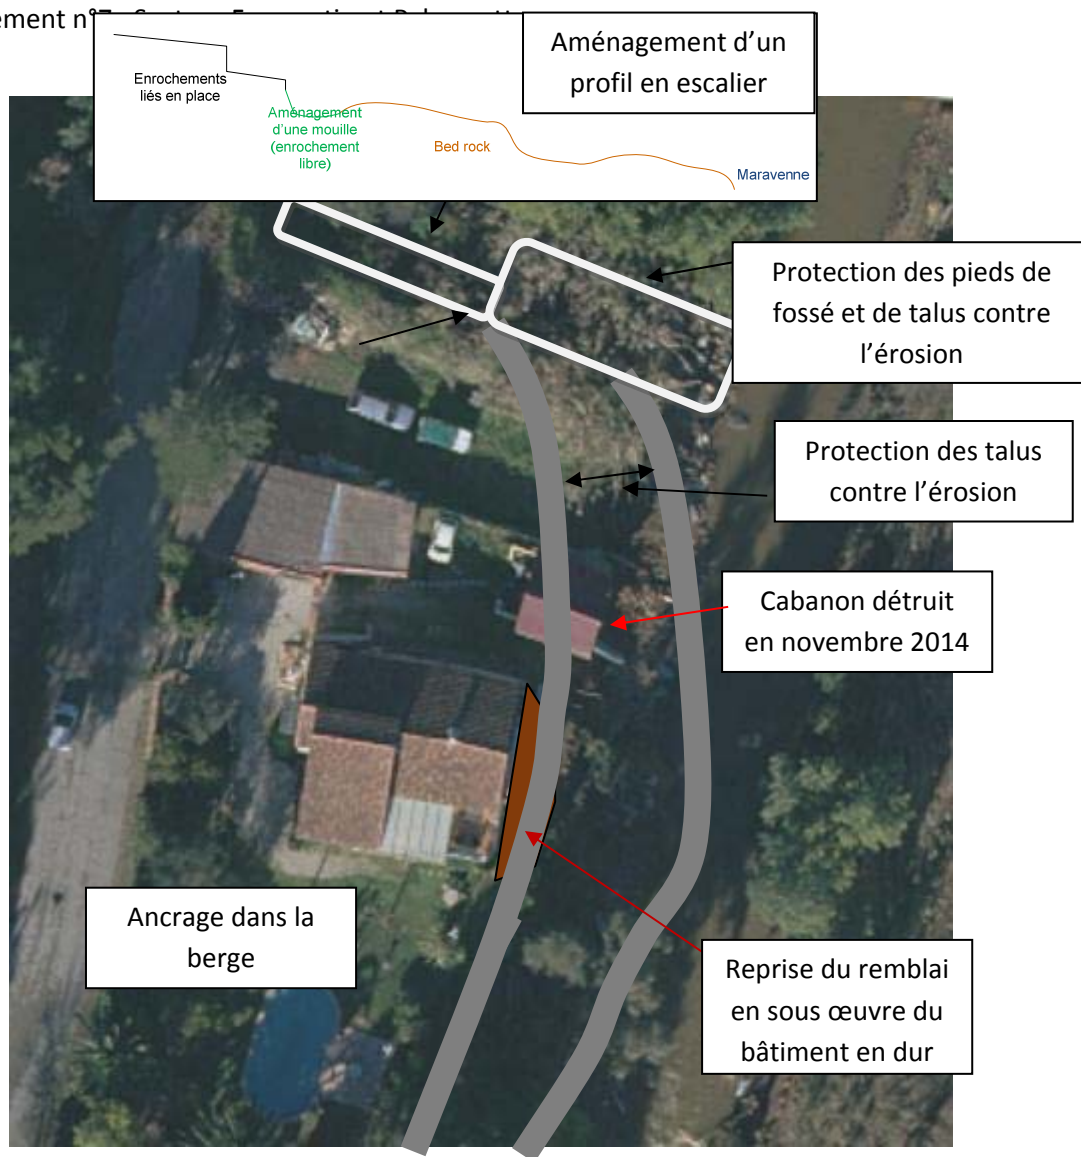 ement n°7
Aménagement d’un
profil en escalier
Enrochements
liés en place
Aménagement
d'une mouille
(enrochement
libre)
Bed rock
Maravenne
Protection des pieds de
fossé et de talus contre
l’érosion
Protection des talus
contre l’érosion
Cabanon détruit
en novembre 2014
Ancrage dans la
berge
Reprise du remblai
en sous œuvre du
bâtiment en dur